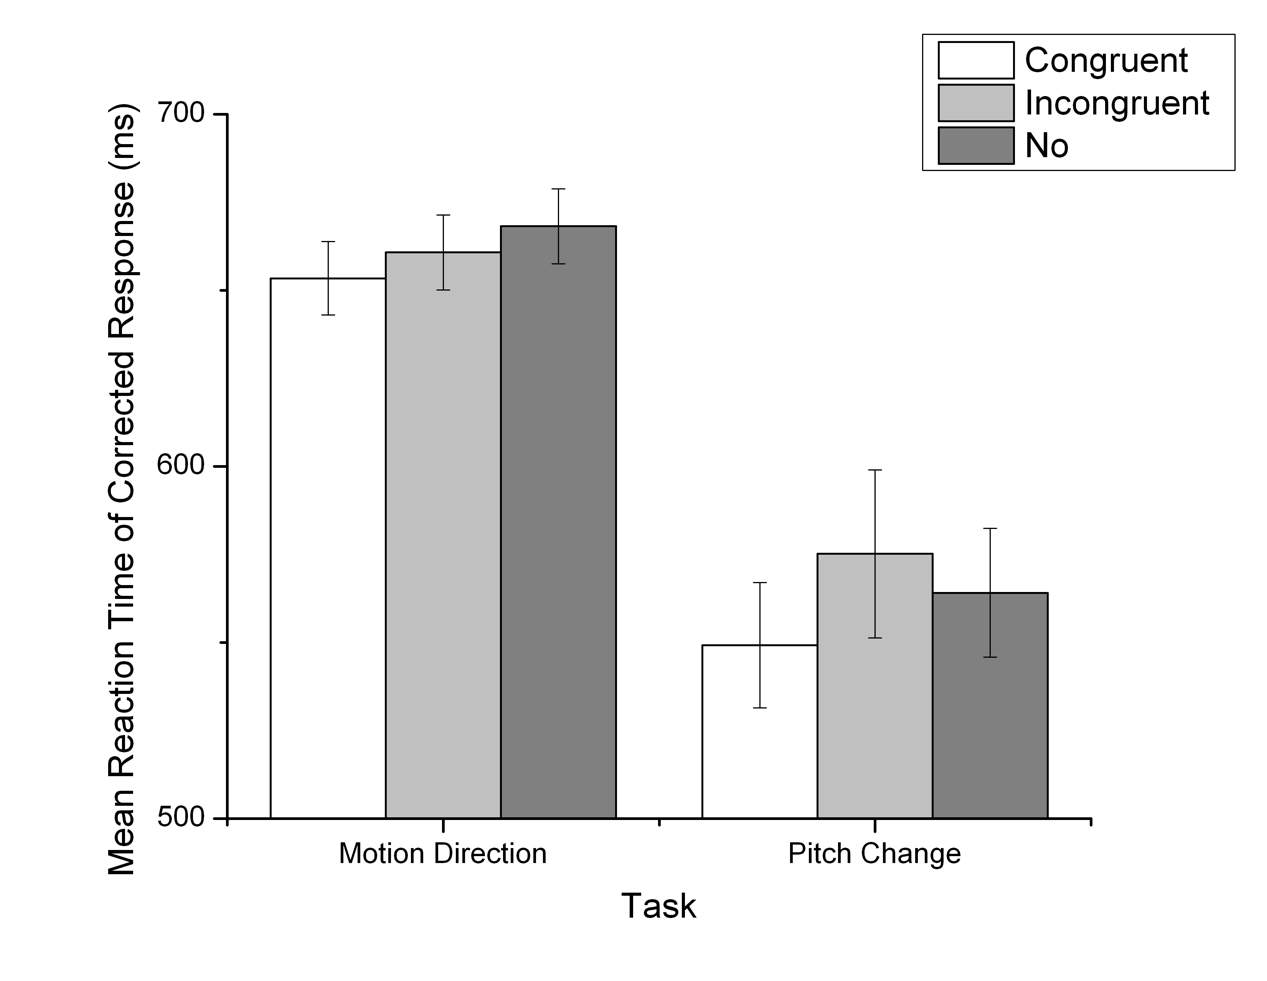 Congruent
Incongruent
No
Mean Reaction Time of Corrected Response (ms)
700
600
500
Motion Direction
Pitch Change
Task